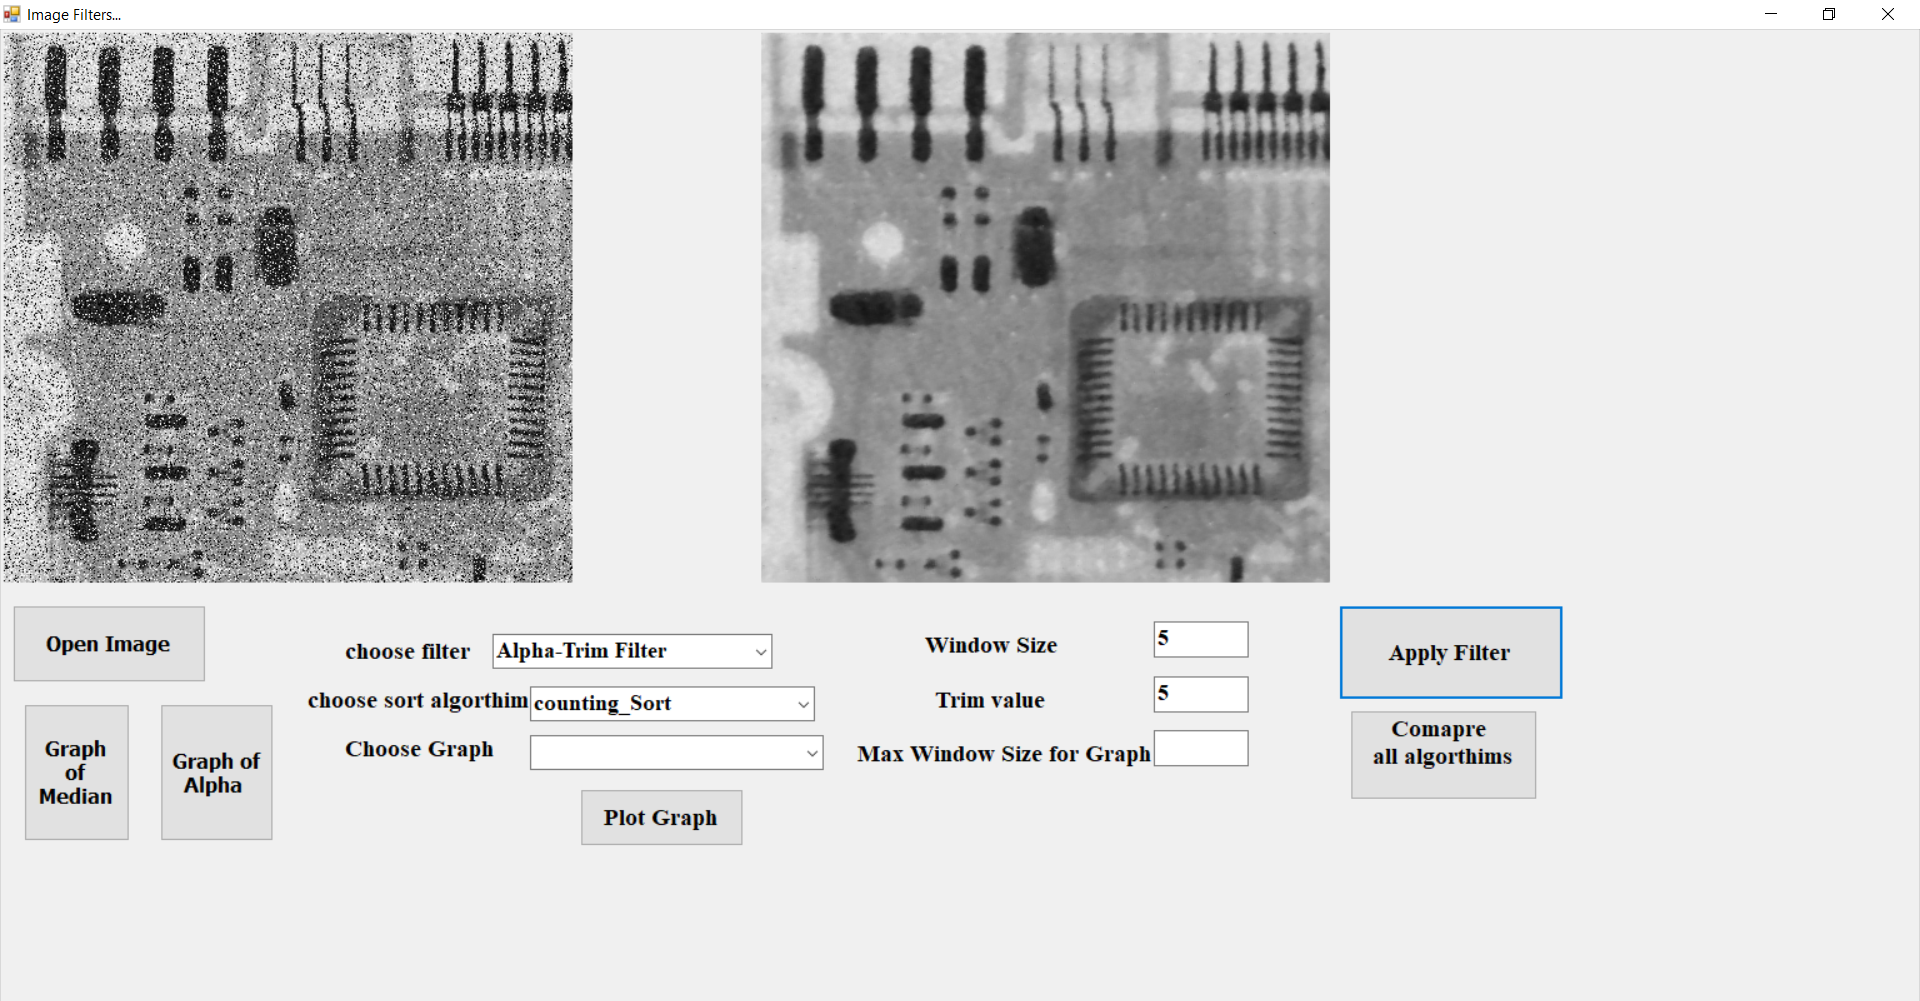 Image Filters...
Open Image
choose filter
Alpha-Trim Filter
Window Size
5
Apply Filter
choose sort algorthim
counting_Sort
Trim value
5
Graph
of
Median
Graph of
Alpha
Choose Graph
Max Window Size for Graph
Comapre
all algorthims
Plot Graph